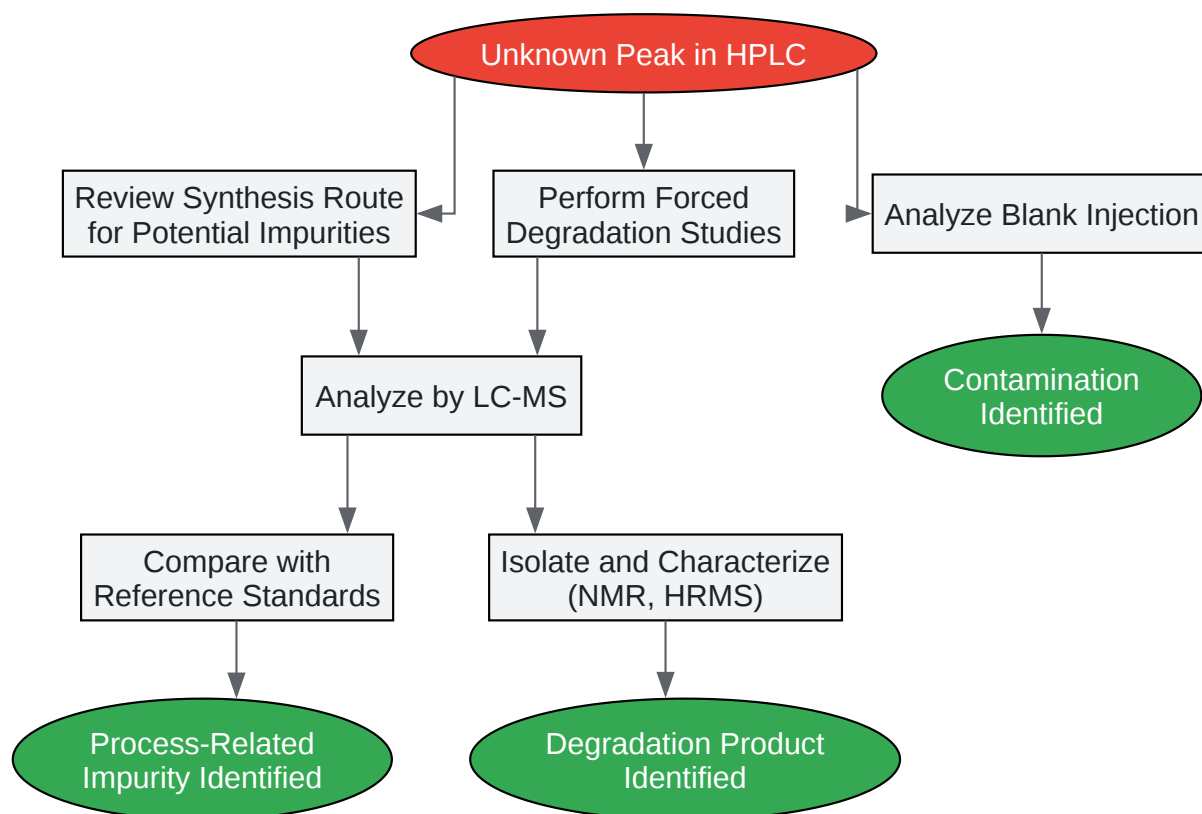 Unknown Peak in HPLC
Review Synthesis Route
for Potential Impurities
Perform Forced
Degradation Studies
Analyze Blank Injection
Analyze by LC-MS
Contamination
Identified
Compare with
Reference Standards
Isolate and Characterize
(NMR, HRMS)
Process-Related
Impurity Identified
Degradation Product
Identified